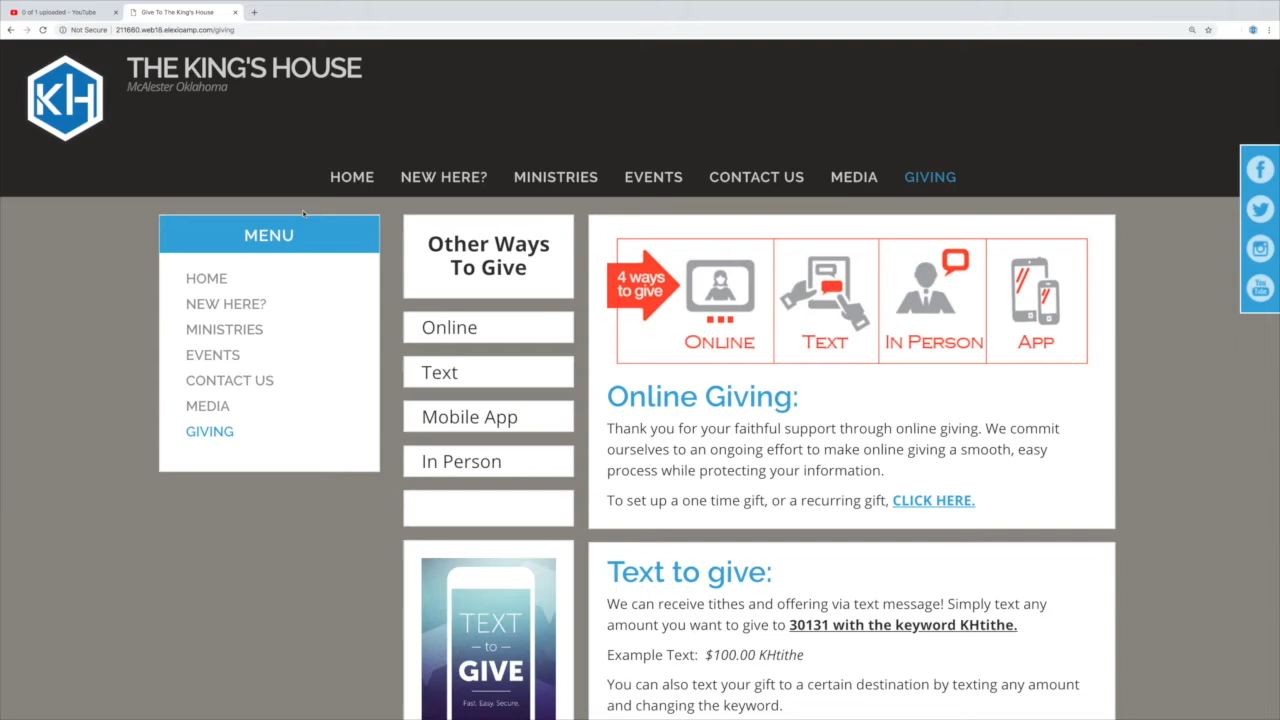 0 of 1 uploaded - YouTube
Give To The King's House
Not Secure | 211660.web18.elexioamp.com/giving
KH
THE KING'S HOUSE
McAlester Oklahoma
HOME NEW HERE? MINISTRIES EVENTS CONTACT US MEDIA GIVING
MENU
HOME
NEW HERE?
MINISTRIES
EVENTS
CONTACT US
MEDIA
GIVING
Other Ways
To Give
Online
Text
Mobile App
In Person
TEXT
to
GIVE
Fast. Easy. Secure.
4 ways
to give
ONLINE TEXT IN PERSON APP
Online Giving:
Thank you for your faithful support through online giving. We commit
ourselves to an ongoing effort to make online giving a smooth, easy
process while protecting your information.
To set up a one time gift, or a recurring gift, CLICK HERE.
Text to give:
We can receive tithes and offering via text message! Simply text any
amount you want to give to 30131 with the keyword KHtithe.
Example Text: $100.00 KHtithe
You can also text your gift to a certain destination by texting any amount
and changing the keyword.
You
Tube